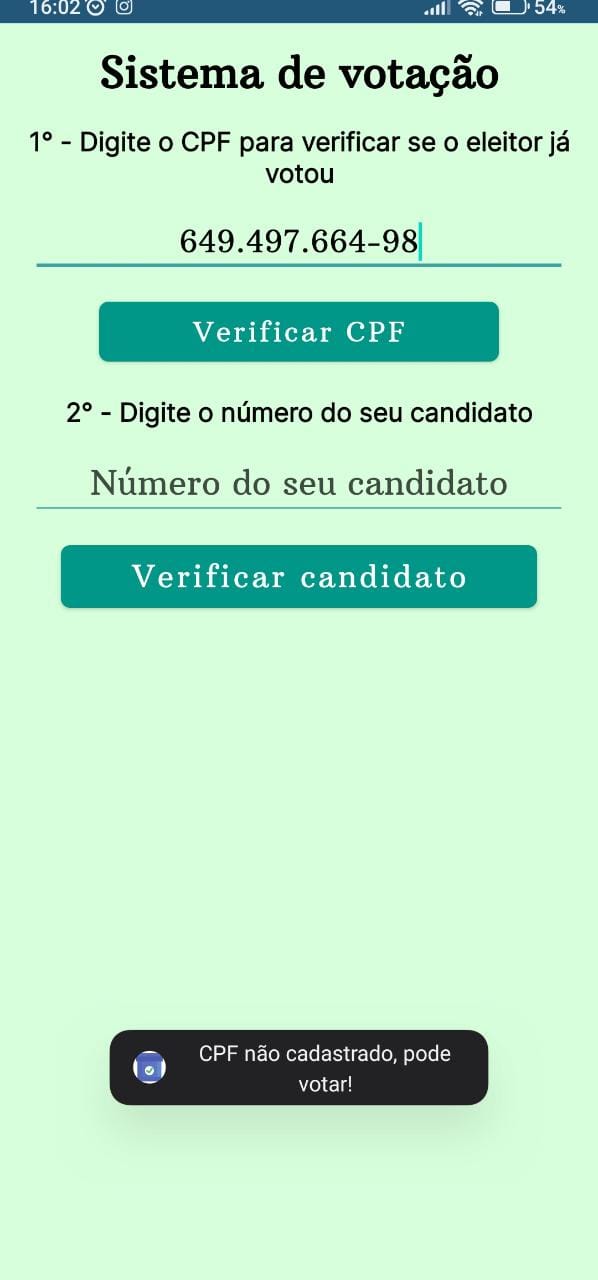 16:02 54%
Sistema de votação
1° - Digite o CPF para verificar se o eleitor já
votou
649.497.664-98
Verificar CPF
2° - Digite o número do seu candidato
Número do seu candidato
Verificar candidato
CPF não cadastrado, pode
votar!